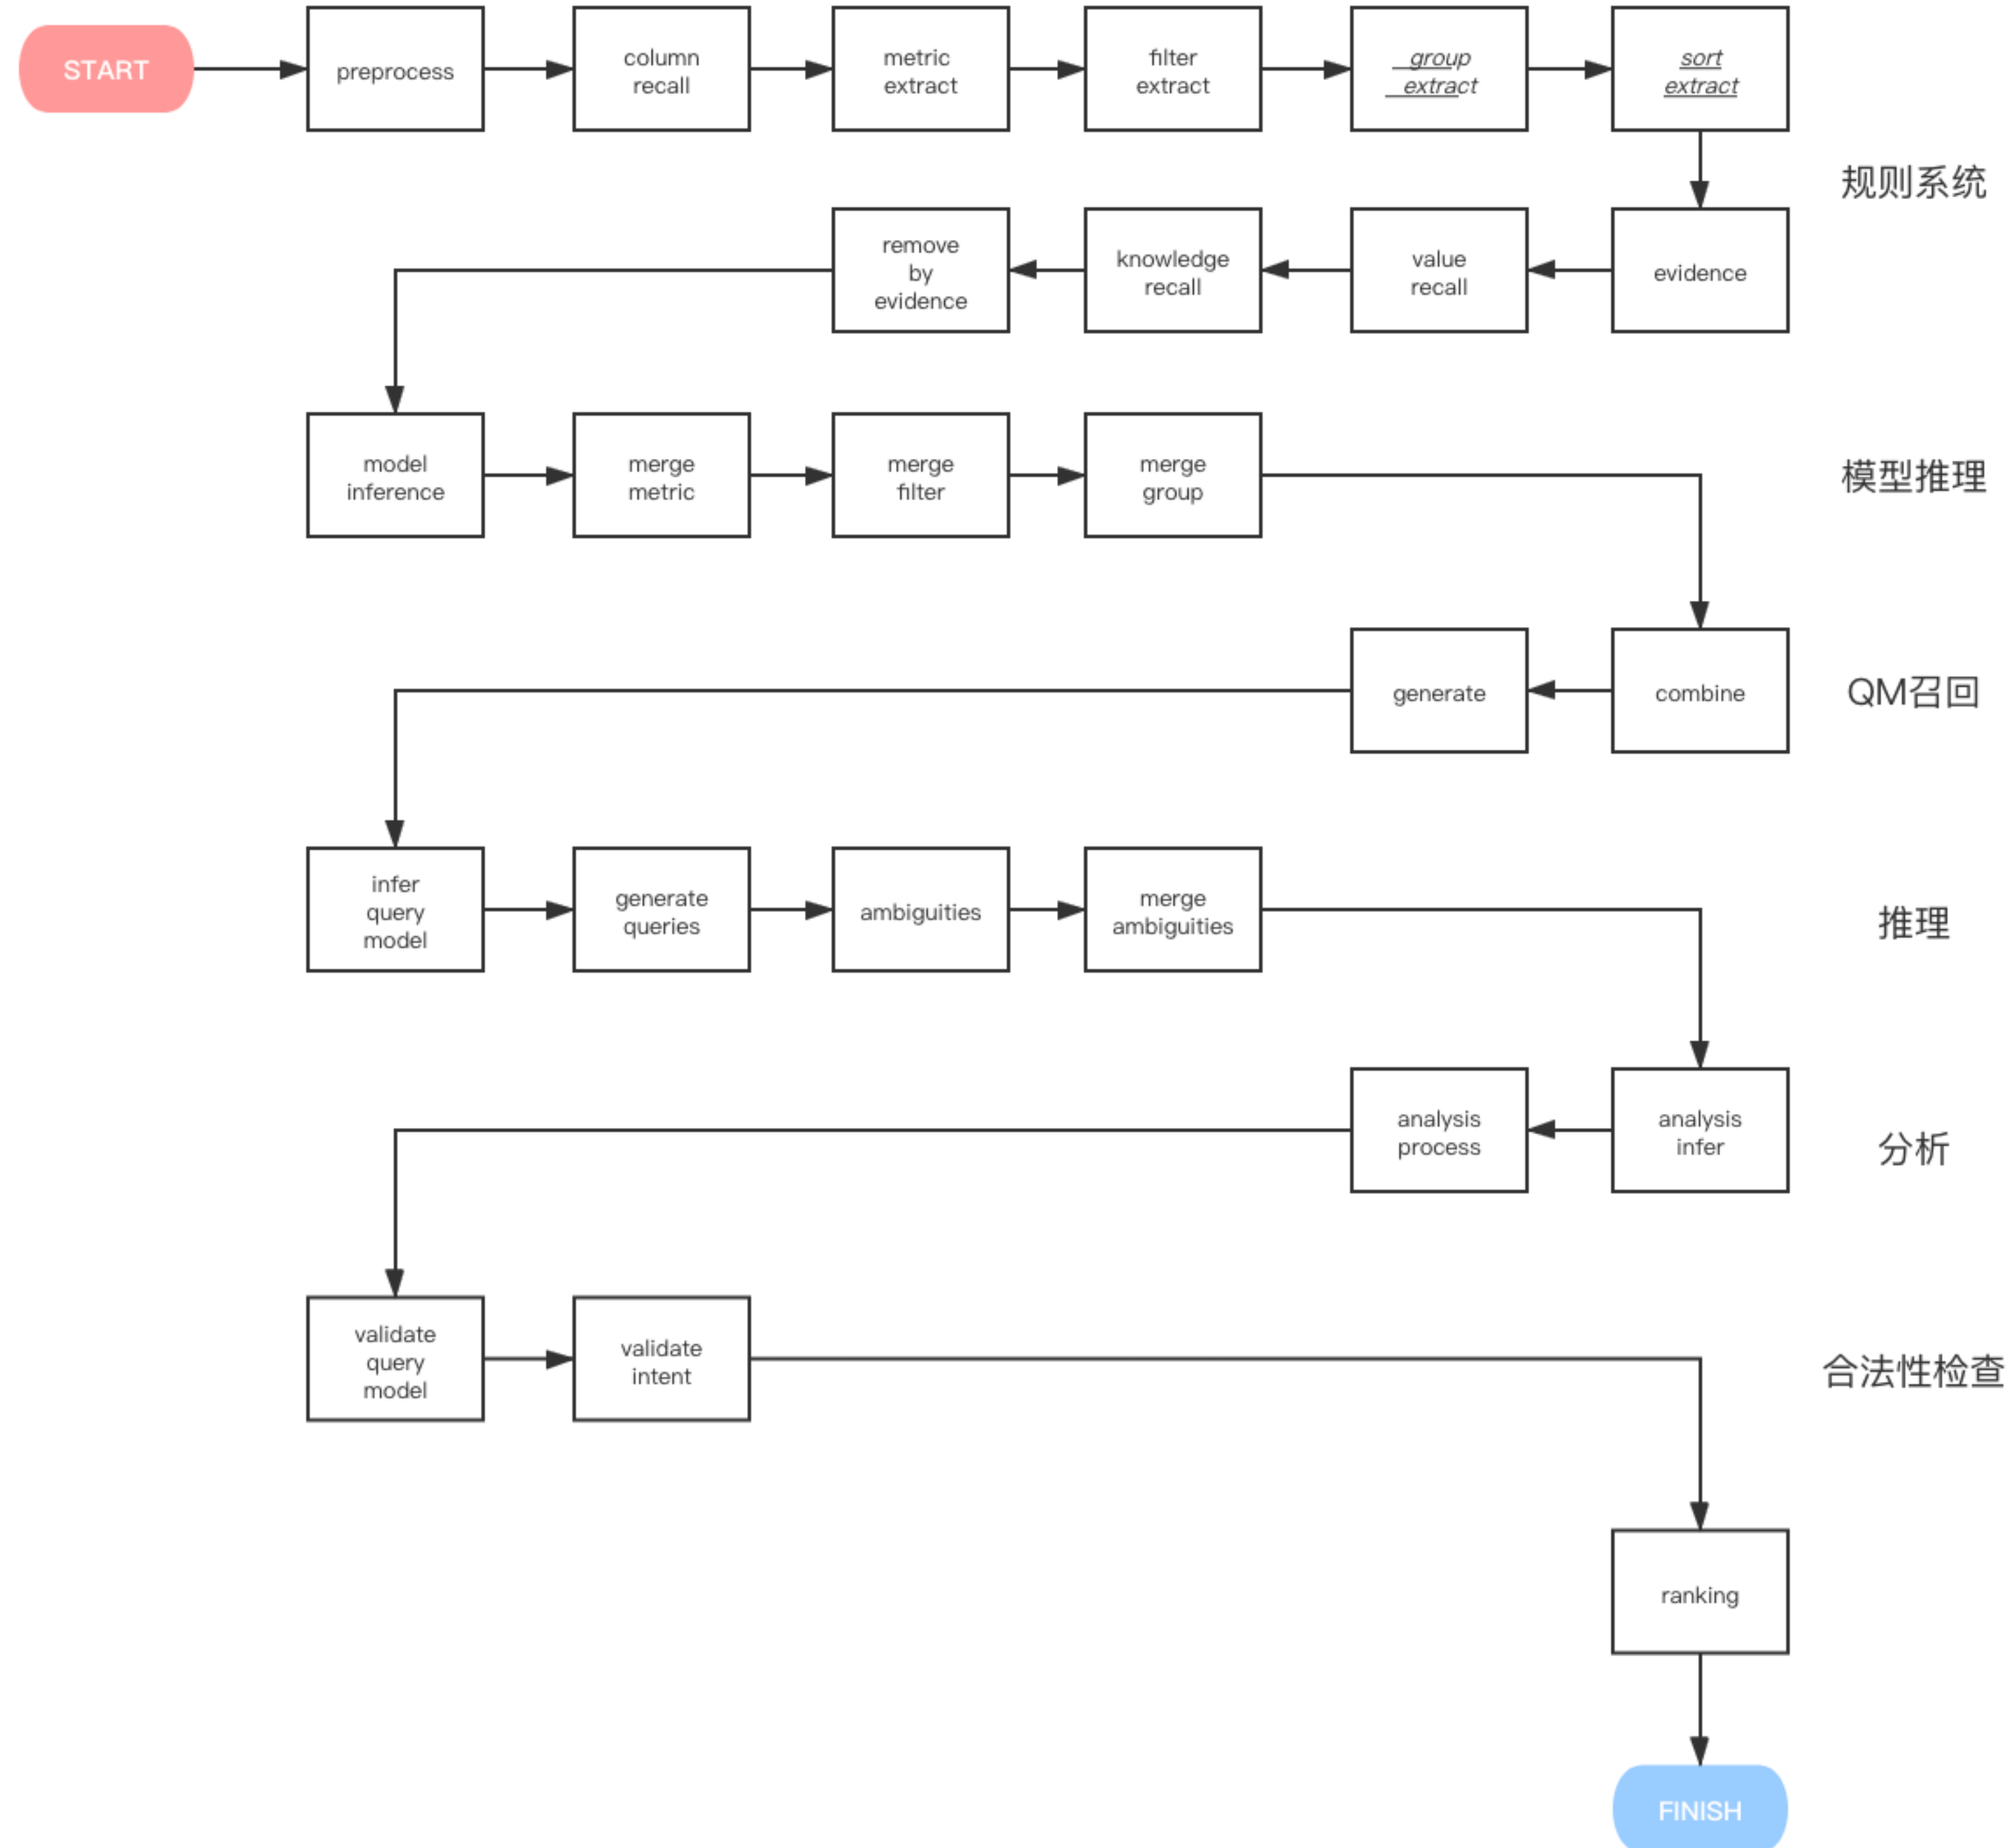 START
preprocess
column
recall
metric
extract
filter
extract
group
extract
sort
extract
规则系统
remove
by
evidence
knowledge
recall
value
recall
evidence
model
inference
merge
metric
merge
filter
merge
group
模型推理
generate
combine
QM召回
infer
query
model
generate
queries
ambiguities
merge
ambiguities
推理
analysis
process
analysis
infer
分析
validate
query
model
validate
intent
合法性检查
ranking
FINISH